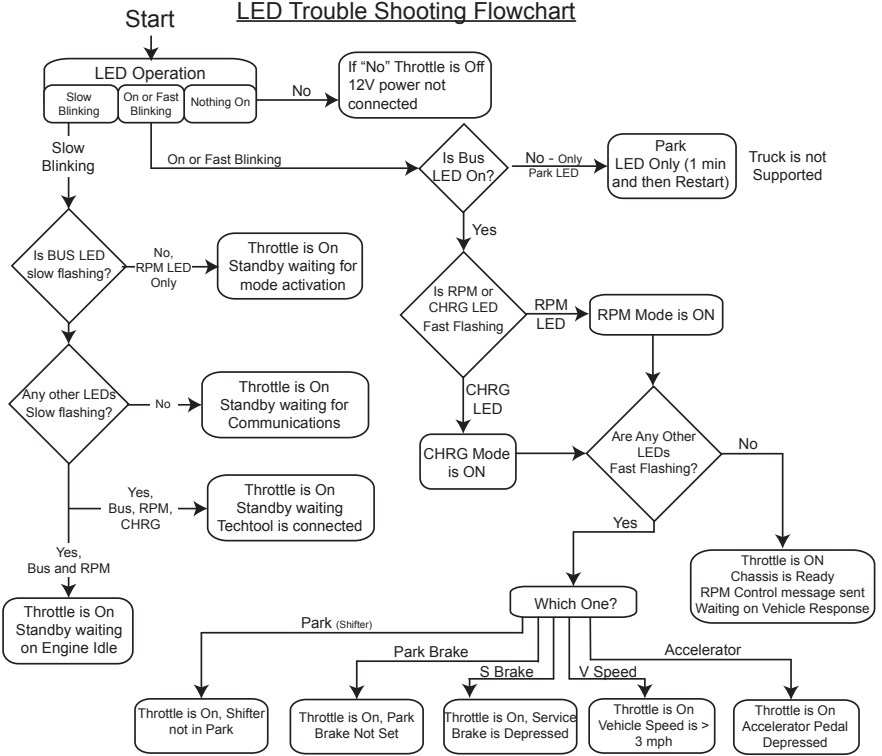 LED Trouble Shooting Flowchart
Start
LED Operation
Slow
Blinking
On or Fast
Blinking
Nothing On
No
If “No” Throttle is Off
12V power not
connected
Slow
Blinking
On or Fast Blinking
Is Bus
LED On?
No - Only
Park LED
Park
LED Only (1 min
and then Restart)
Truck is not
Supported
Yes
Is BUS LED
slow flashing?
No,
RPM LED
Only
Throttle is On
Standby waiting for
mode activation
Is RPM or
CHRG LED
Fast Flashing
RPM
LED
RPM Mode is ON
CHRG
LED
Any other LEDs
Slow flashing?
No
Throttle is On
Standby waiting for
Communications
CHRG Mode
is ON
Are Any Other
LEDs
Fast Flashing?
No
Yes,
Bus, RPM,
CHRG
Throttle is On
Standby waiting
Techtool is connected
Yes
Yes,
Bus and RPM
Throttle is ON
Chassis is Ready
RPM Control message sent
Waiting on Vehicle Response
Throttle is On
Standby waiting
on Engine Idle
Which One?
Park (Shifter)
Park Brake
S Brake
V Speed
Accelerator
Throttle is On, Shifter
not in Park
Throttle is On, Park
Brake Not Set
Throttle is On, Service
Brake is Depressed
Throttle is On
Vehicle Speed is >
3 mph
Throttle is On
Accelerator Pedal
Depressed